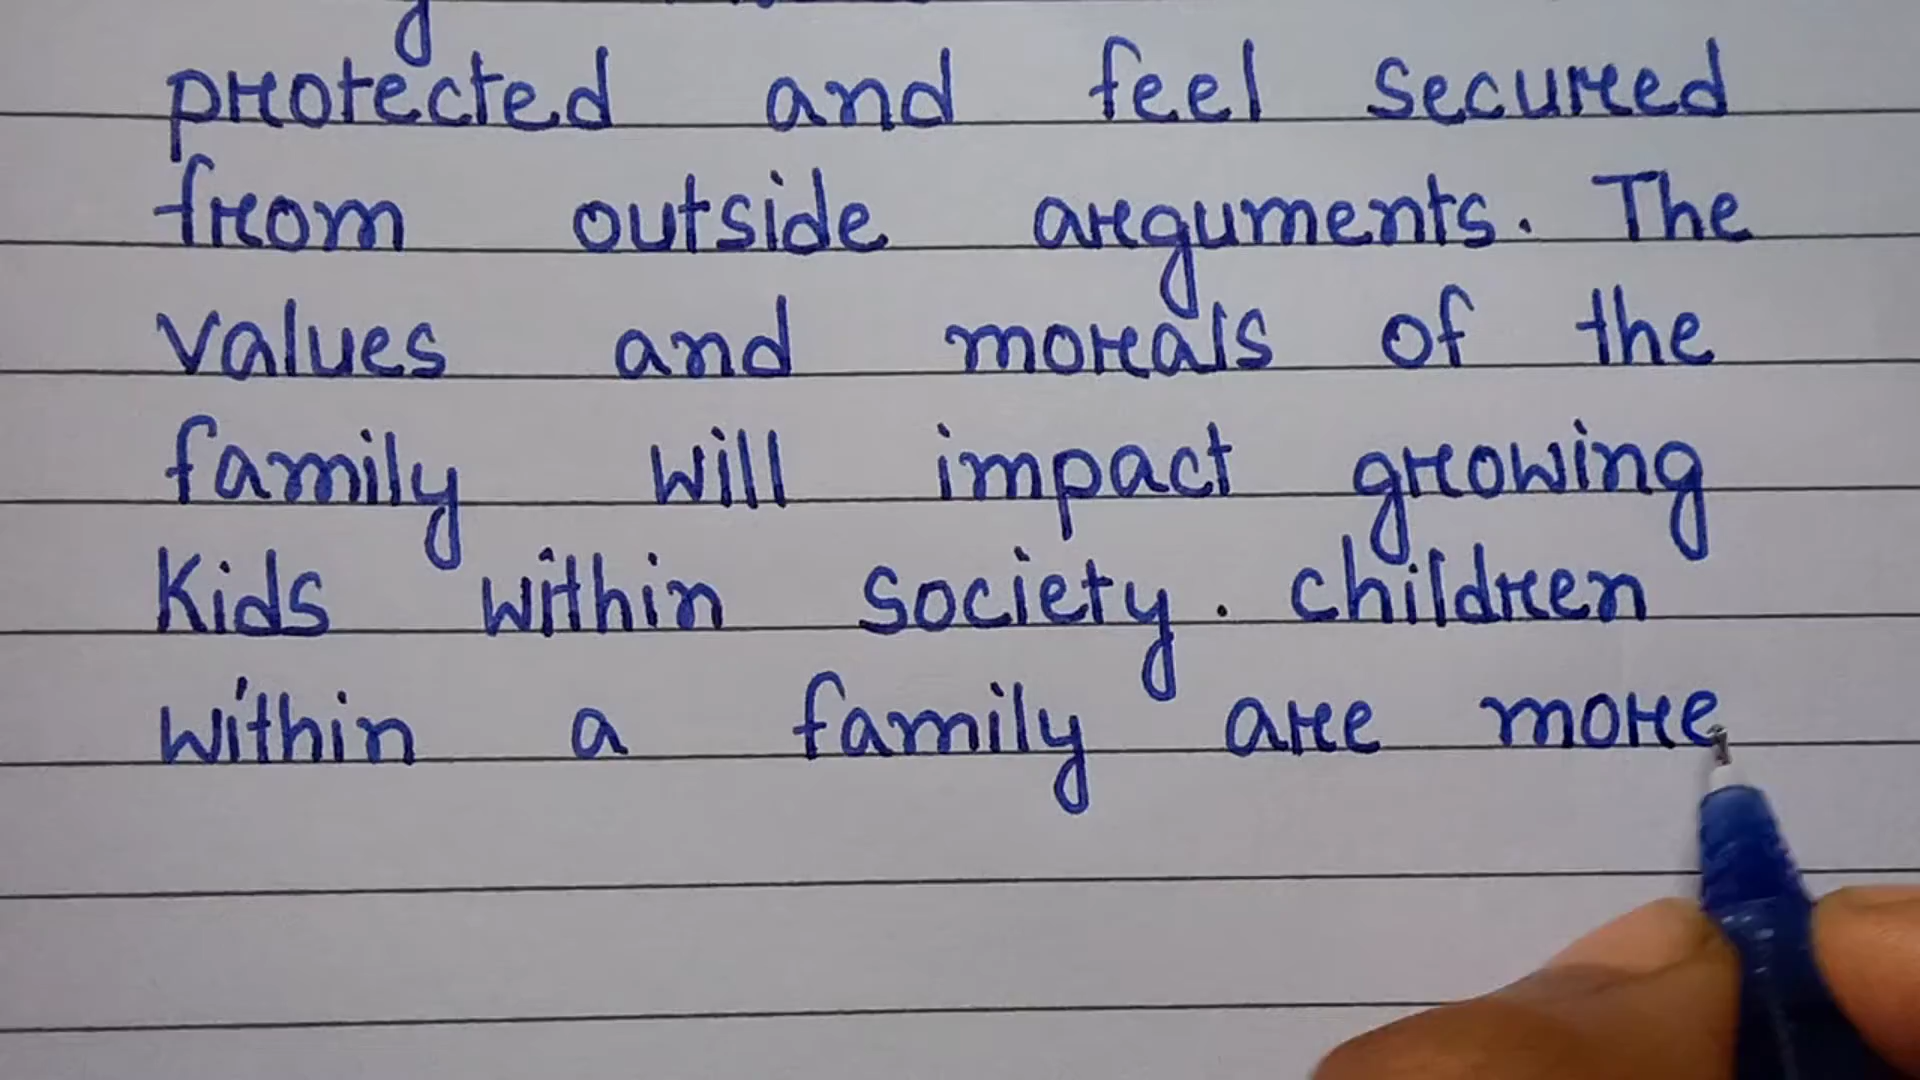 protected and feel secured
from outside arguments. The
values and morals of the
family will impact growing
Kids within society. children
within a family are more